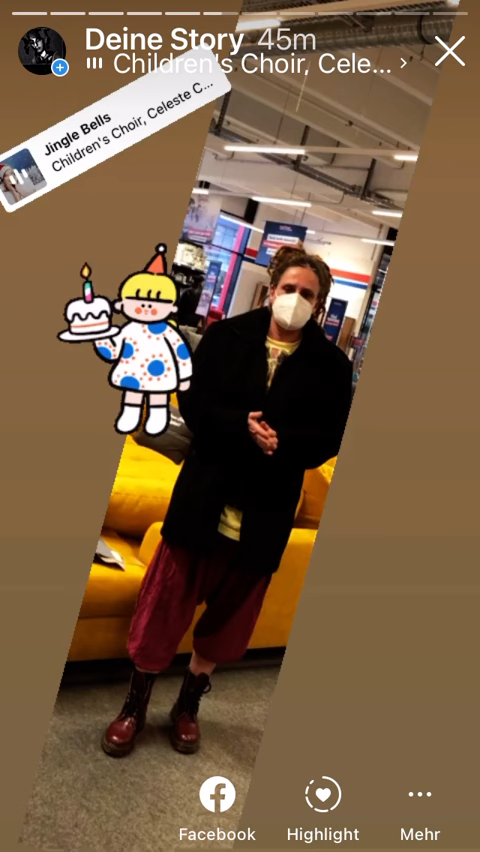 Deine Story 45m
Children's Choir, Cele... >
Jingle Bells
Children's Choir, Celeste C...
Facebook
Highlight
Mehr